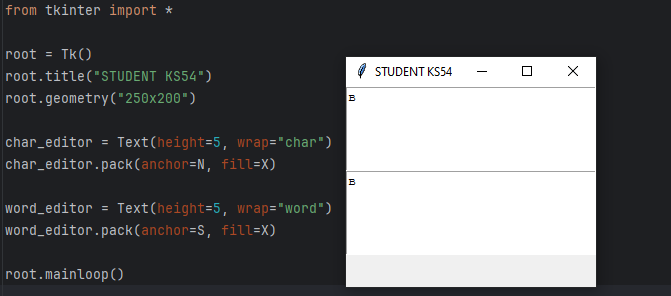 from tkinter import *
root = Tk()
root.title("STUDENT KS54")
root.geometry("250x200")
char_editor = Text(height=5, wrap="char")
char_editor.pack(anchor=N, fill=X)
word_editor = Text(height=5, wrap="word")
word_editor.pack(anchor=S, fill=X)
root.mainloop()
STUDENT KS54
B
B